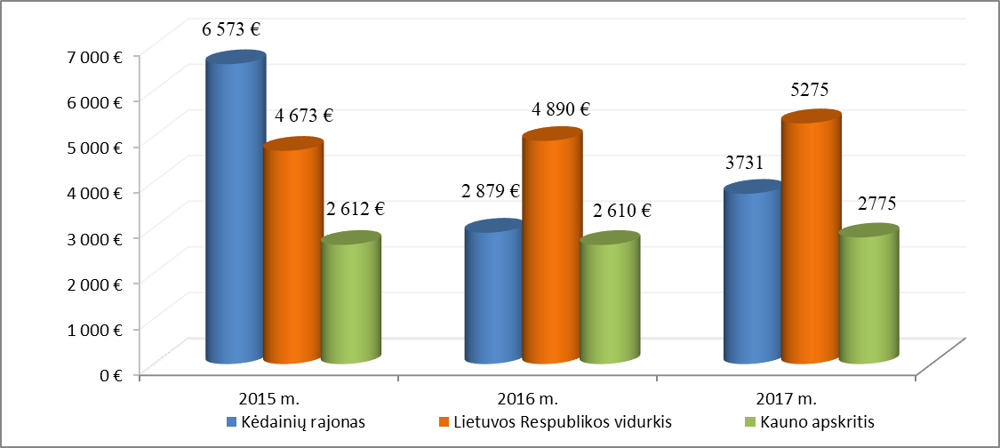 6 573 €
7 000 €
6 000 €
5 000 €
4 000 €
3 000 €
2 000 €
1 000 €
0 €
4 673 €
2 612 €
2 879 €
4 890 €
2 610 €
3731
5275
2775
2015 m.
2016 m.
2017 m.
Kėdainių rajonas
Lietuvos Respublikos vidurkis
Kauno apskritis